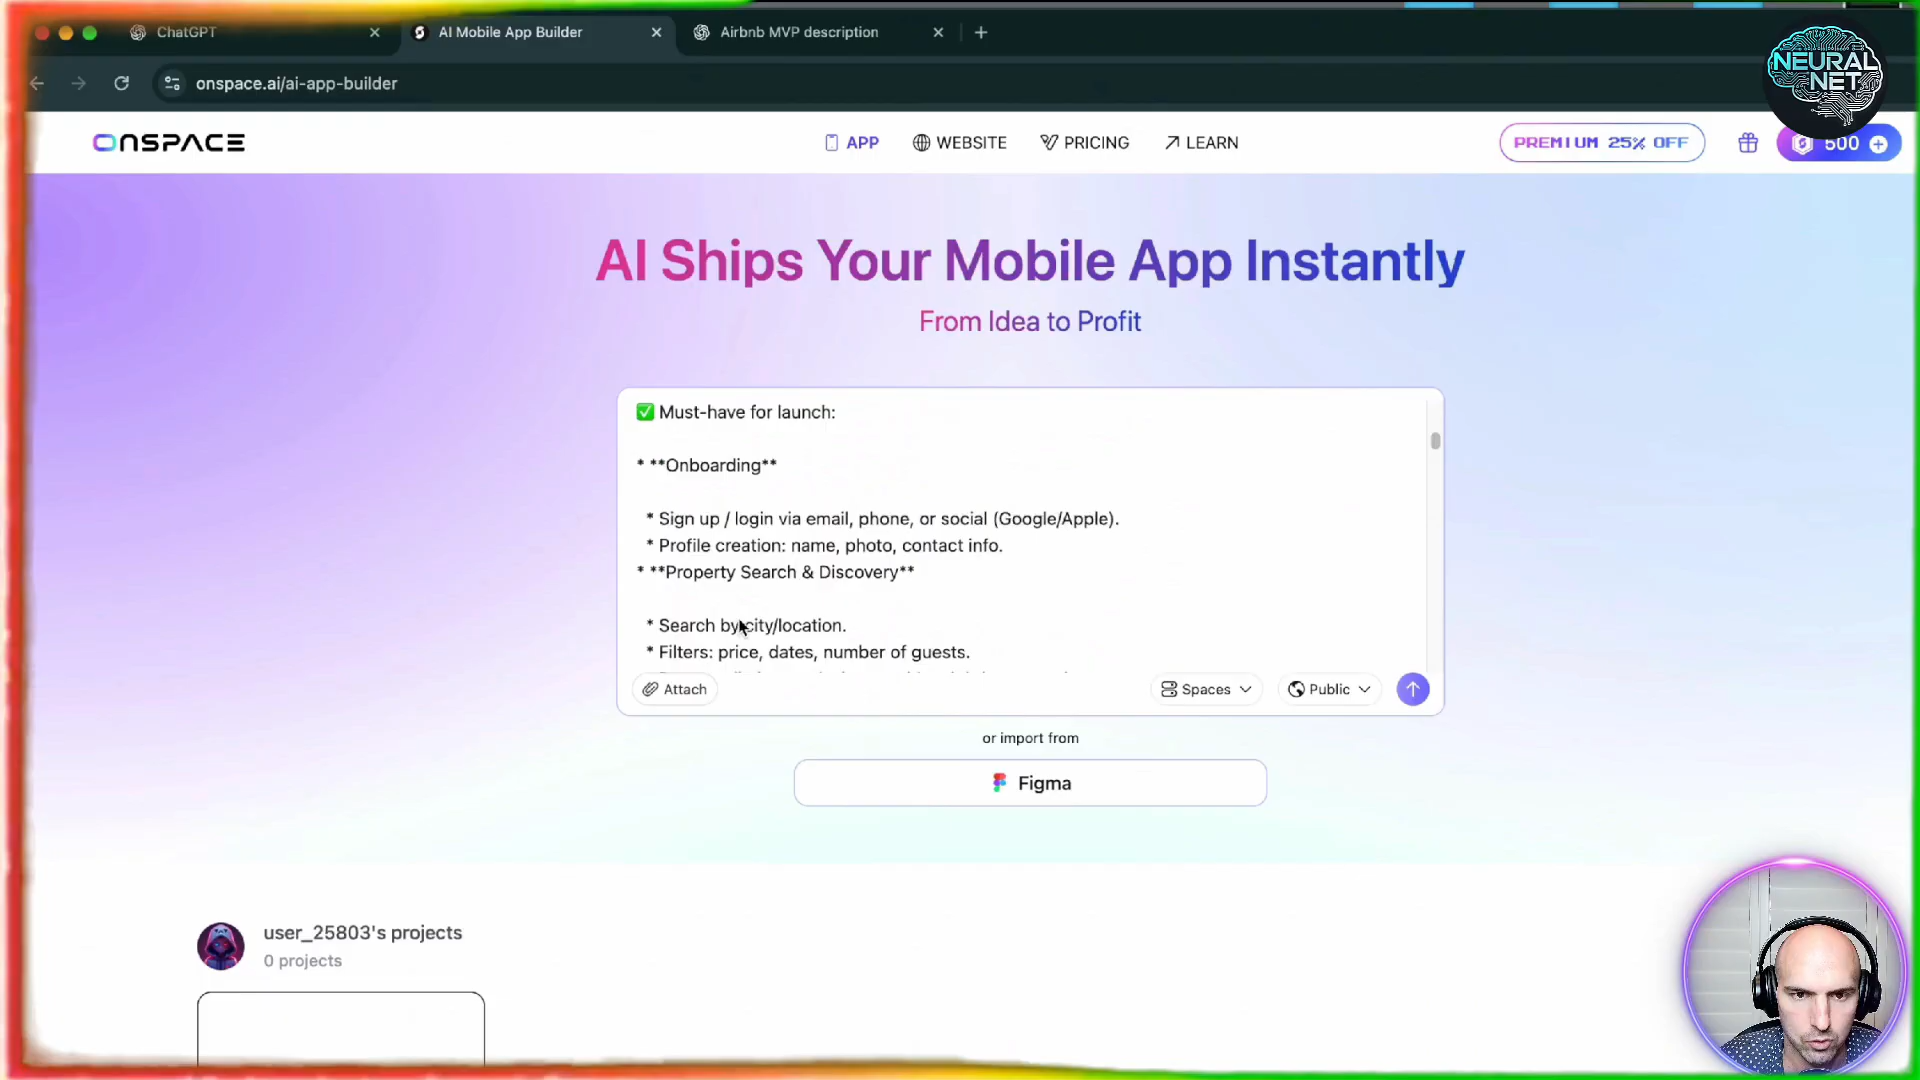 ChatGPT
AI Mobile App Builder
Airbnb MVP description
onspace.ai/ai-app-builder
NEURAL
NET
ONSPACE
APP
WEBSITE
PRICING
LEARN
PREMIUM 25% OFF
500
AI Ships Your Mobile App Instantly
From Idea to Profit
✅ Must-have for launch:
* **Onboarding**
* Sign up / login via email, phone, or social (Google/Apple).
* Profile creation: name, photo, contact info.
* **Property Search & Discovery**
* Search by city/location.
* Filters: price, dates, number of guests.
Attach
Spaces
Public
or import from
Figma
user_25803's projects
0 projects